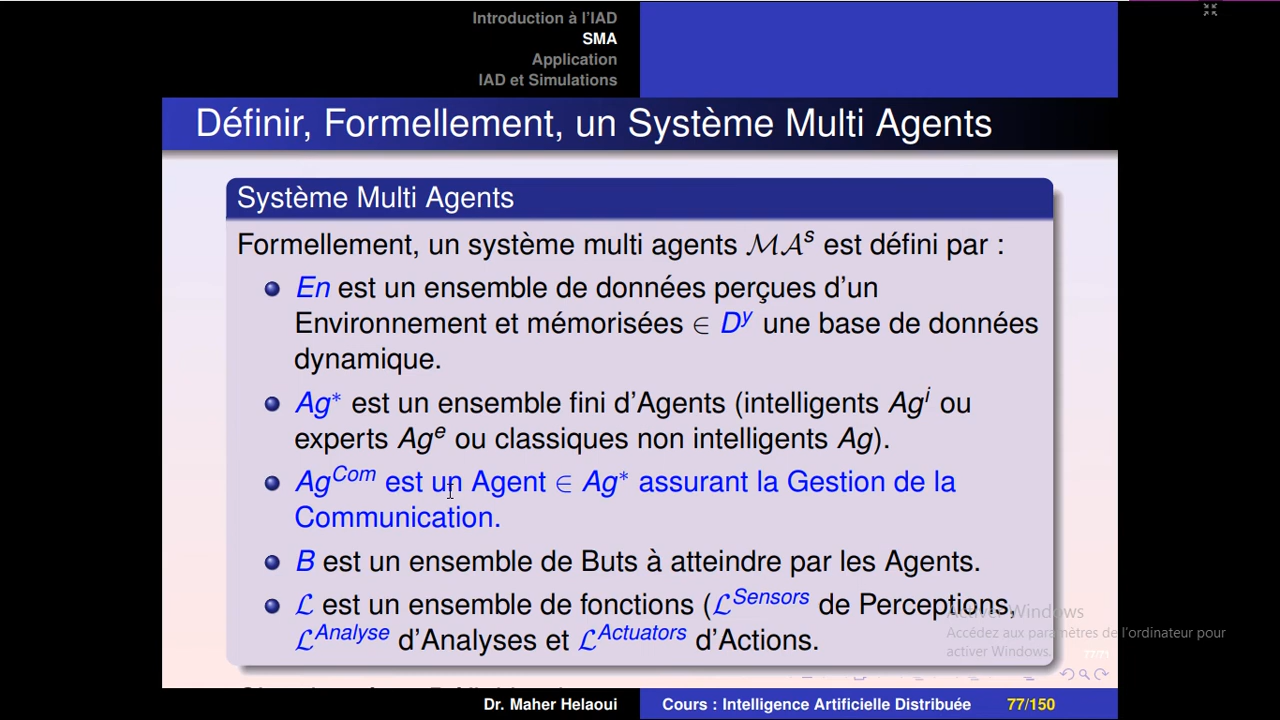 Introduction à l'IAD
SMA
Application
IAD et Simulations
Définir, Formellement, un Système Multi Agents
Système Multi Agents
Formellement, un système multi agents MAˢ est défini par :
En est un ensemble de données perçues d'un
Environnement et mémorisées ∈ Dʸ une base de données
dynamique.
Ag* est un ensemble fini d'Agents (intelligents Agⁱ ou
experts Agᵉ ou classiques non intelligents Ag).
Ag^Com est un Agent ∈ Ag* assurant la Gestion de la
Communication.
B est un ensemble de Buts à atteindre par les Agents.
ℒ est un ensemble de fonctions (ℒ^Sensors de Perceptions,
ℒ^Analyse d'Analyses et ℒ^Actuators d'Actions.
Activer Windows
Accédez aux paramètres de l'ordinateur pour
activer Windows.
Dr. Maher Helaoui
Cours : Intelligence Artificielle Distribuée
77/150